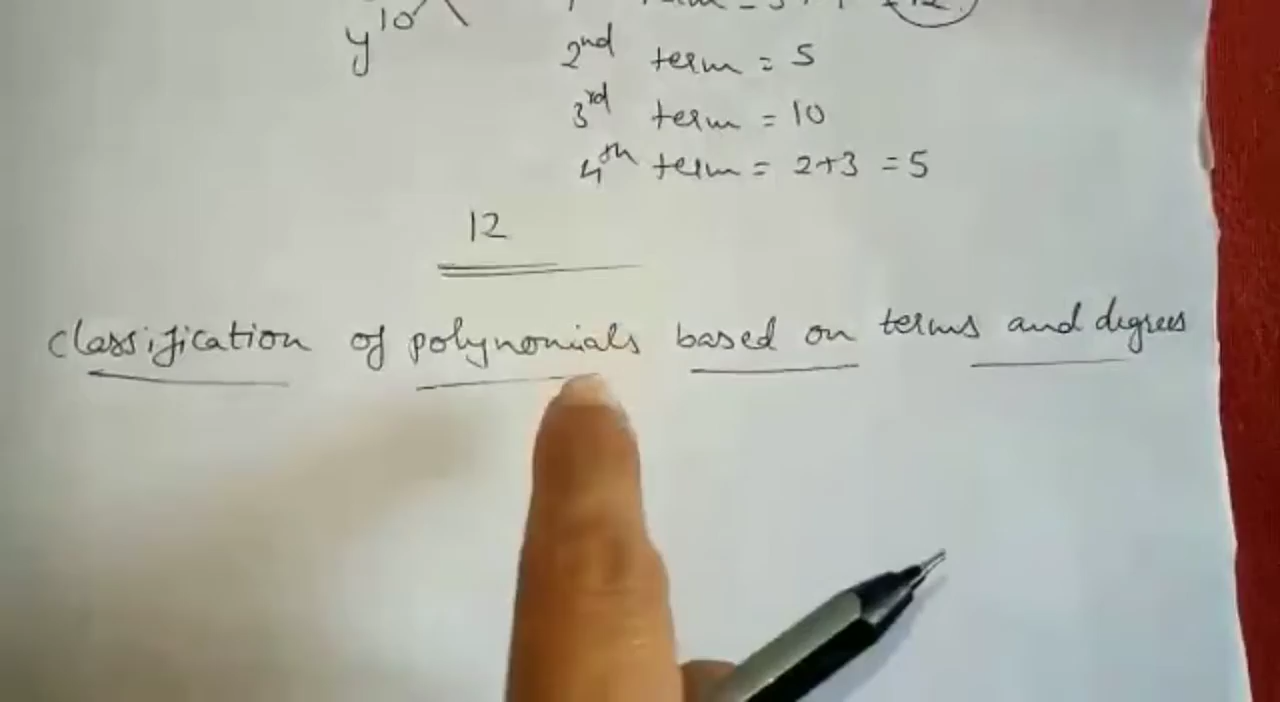 y¹⁰
2nd term = 5
3rd term = 10
4th term = 2+3 = 5
12
classification of polynomials based on terms and degrees